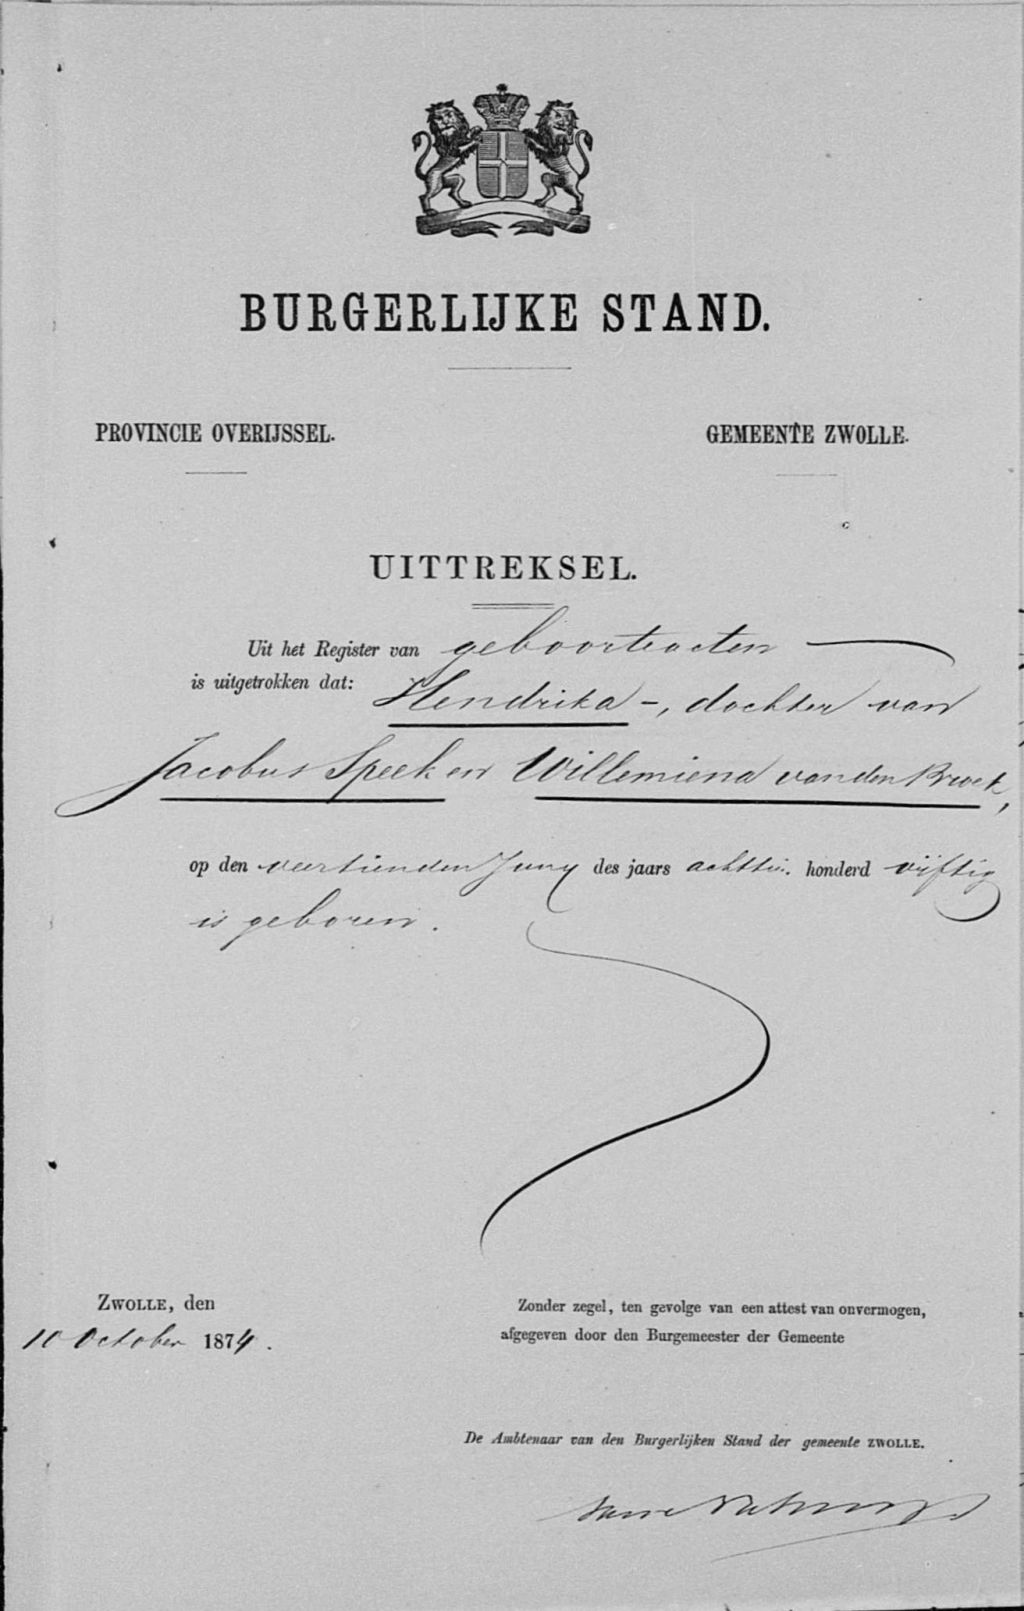 BURGERLIJKE STAND.
PROVINCIE OVERIJSSEL.
GEMEENTE ZWOLLE.
UITTREKSEL.
Uit het Register van geboorteacten
is uitgetrokken dat: Hendrika -, dochter van
Jacobus Speek en Willemiena van den Broek,
op den veertienden Juny des jaars achttien honderd vijftig
is geboren.
ZWOLLE, den
10 October 1874.
Zonder zegel, ten gevolge van een attest van onvermogen,
afgegeven door den Burgemeester der Gemeente
De Ambtenaar van den Burgerlijken Stand der gemeente ZWOLLE.